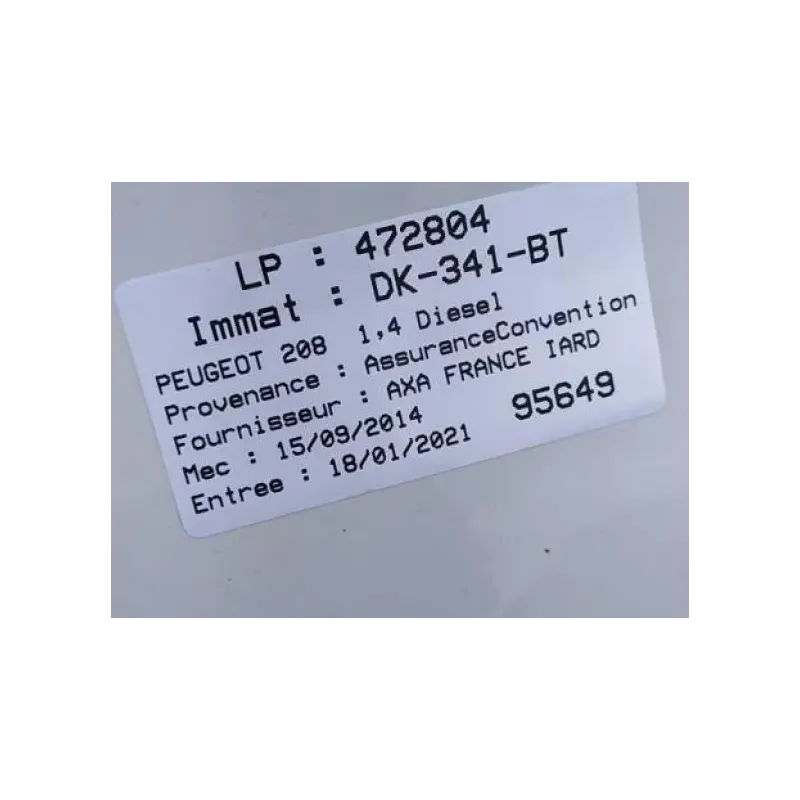 LP : 472804
Immat : DK-341-BT
PEUGEOT 208 1,4 Diesel
Provenance : AssuranceConvention
Fournisseur : AXA FRANCE IARD
Mec : 15/09/2014 95649
Entree : 18/01/2021